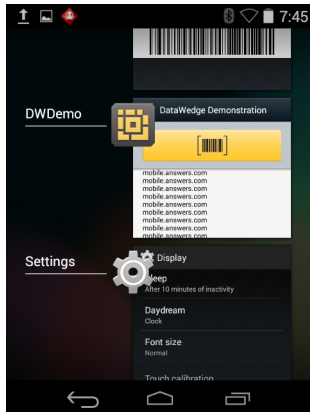 7:45
DWDemo
DataWedge Demonstration
mobile.answers.com
mobile.answers.com
mobile.answers.com
mobile.answers.com
mobile.answers.com
mobile.answers.com
mobile.answers.com
mobile.answers.com
Settings
Display
After 10 minutes of inactivity
Daydream
Clock
Font size
Normal
Touch calibration